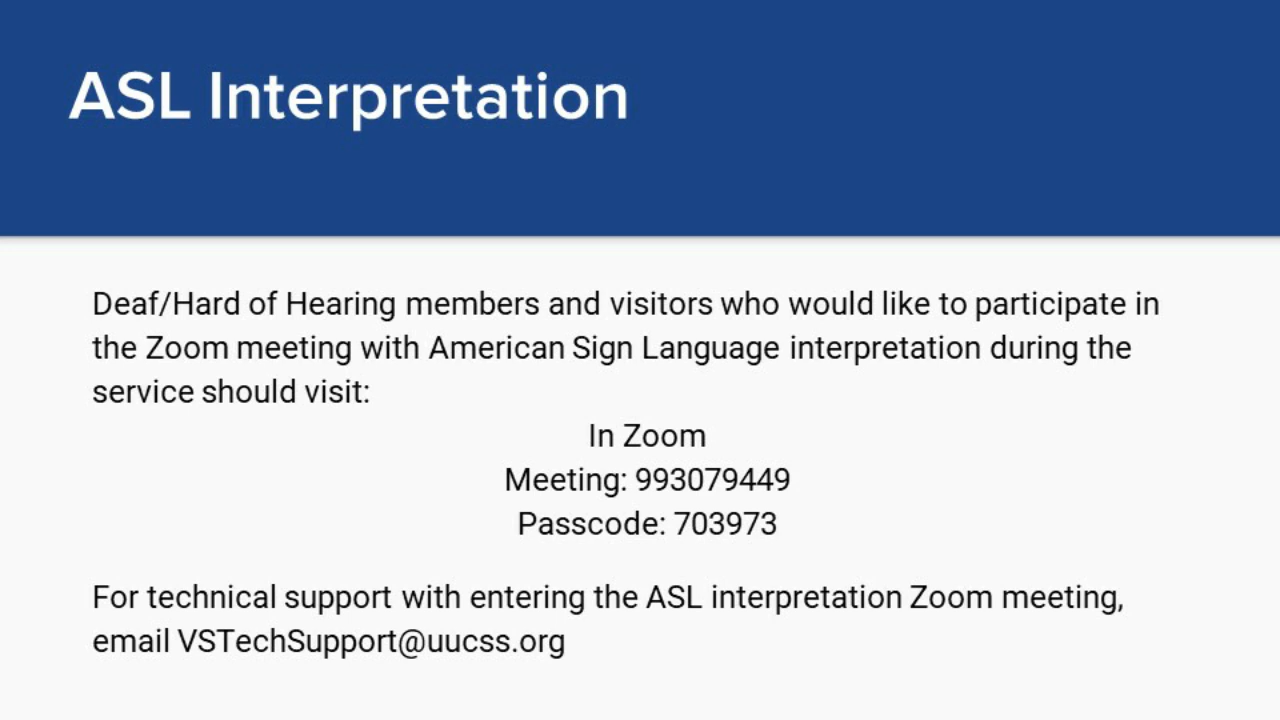 ASL Interpretation
Deaf/Hard of Hearing members and visitors who would like to participate in
the Zoom meeting with American Sign Language interpretation during the
service should visit:
In Zoom
Meeting: 993079449
Passcode: 703973
For technical support with entering the ASL interpretation Zoom meeting,
email VSTechSupport@uucss.org